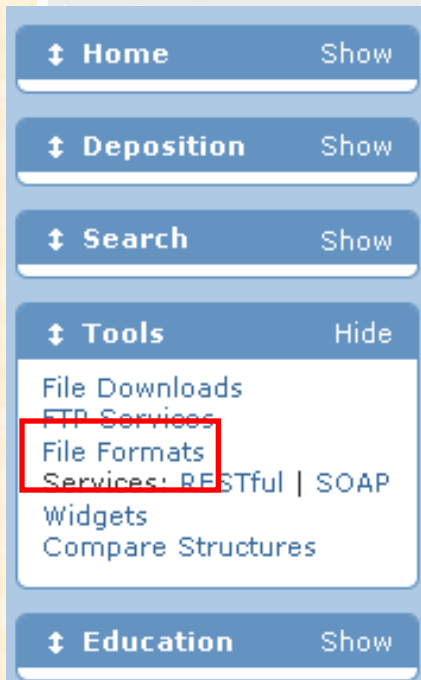 ↕ Home Show
↕ Deposition Show
↕ Search Show
↕ Tools Hide
File Downloads
FTP Services
File Formats
Services: RESTful | SOAP
Widgets
Compare Structures
↕ Education Show